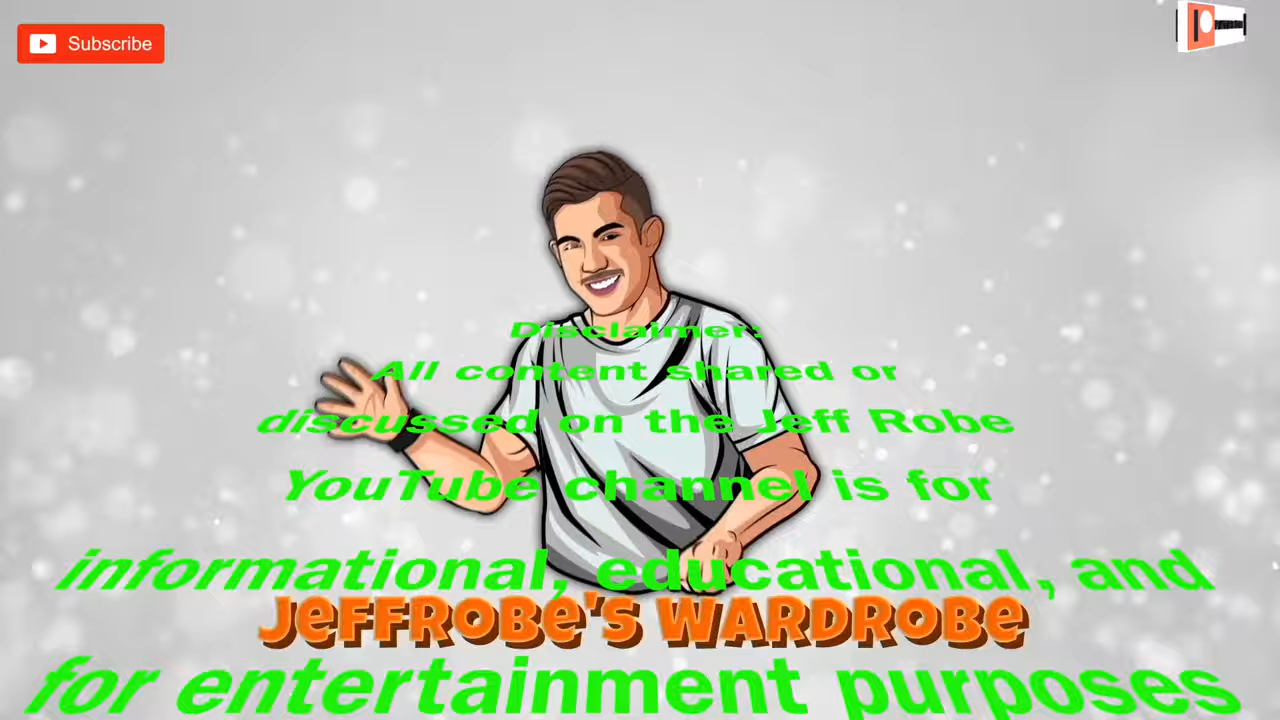 Subscribe
Disclaimer:
All content shared or
discussed on the Jeff Robe
YouTube channel is for
informational, educational, and
JeffRobe's Wardrobe
for entertainment purposes